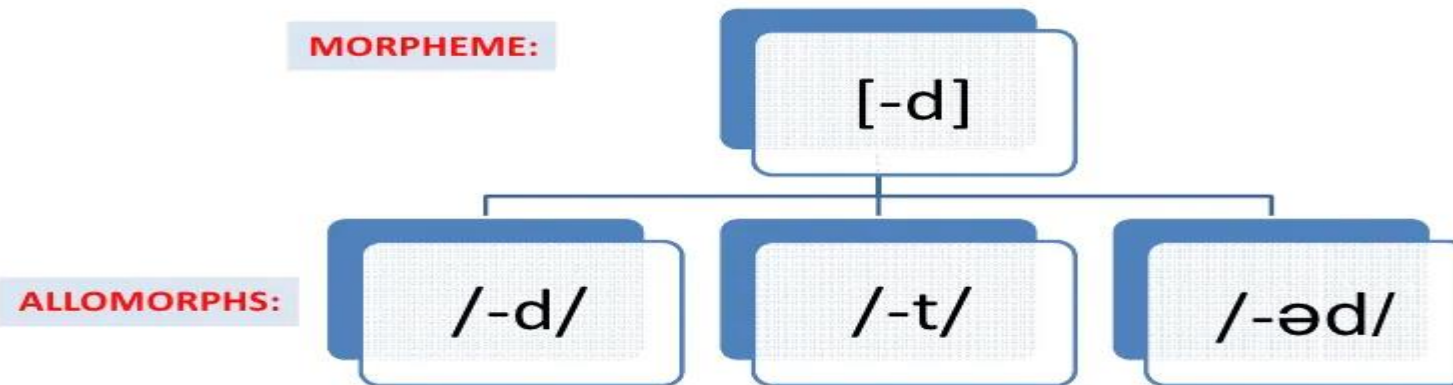 MORPHEME:
[-d]
ALLOMORPHS:
/-d/
/-t/
/-əd/